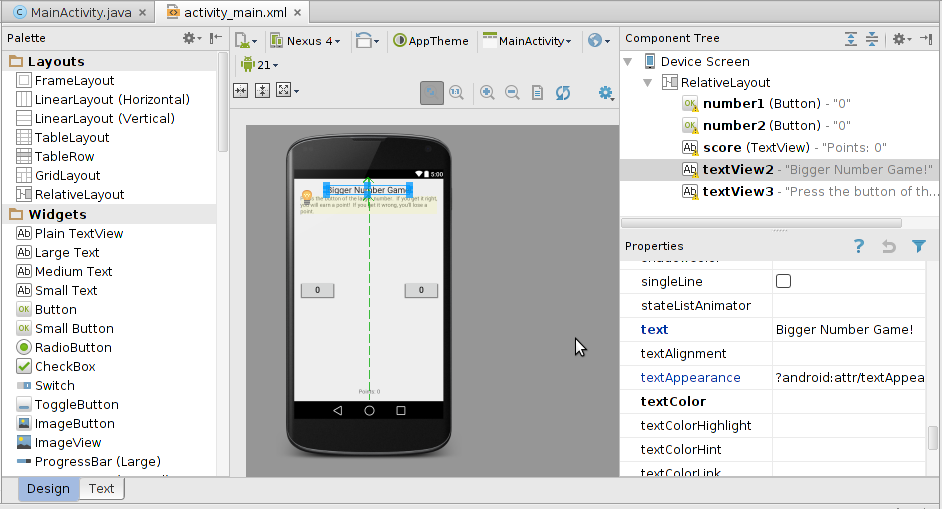 MainActivity.java
activity_main.xml
Palette
Layouts
FrameLayout
LinearLayout (Horizontal)
LinearLayout (Vertical)
TableLayout
TableRow
GridLayout
RelativeLayout
Widgets
Plain TextView
Large Text
Medium Text
Small Text
Button
Small Button
RadioButton
CheckBox
Switch
ToggleButton
ImageButton
ImageView
ProgressBar (Large)
Design
Text
Nexus 4
AppTheme
MainActivity
21
5:00
Bigger Number Game!
Press the button of the larger number. If you get it right,
you will earn a point! If you get it wrong, you'll lose a
point.
0
0
Points: 0
Component Tree
Device Screen
RelativeLayout
number1 (Button) - "0"
number2 (Button) - "0"
score (TextView) - "Points: 0"
textView2 - "Bigger Number Game!"
textView3 - "Press the button of th...
Properties
singleLine
stateListAnimator
text Bigger Number Game!
textAlignment
textAppearance ?android:attr/textAppea
textColor
textColorHighlight
textColorHint
textColorLink